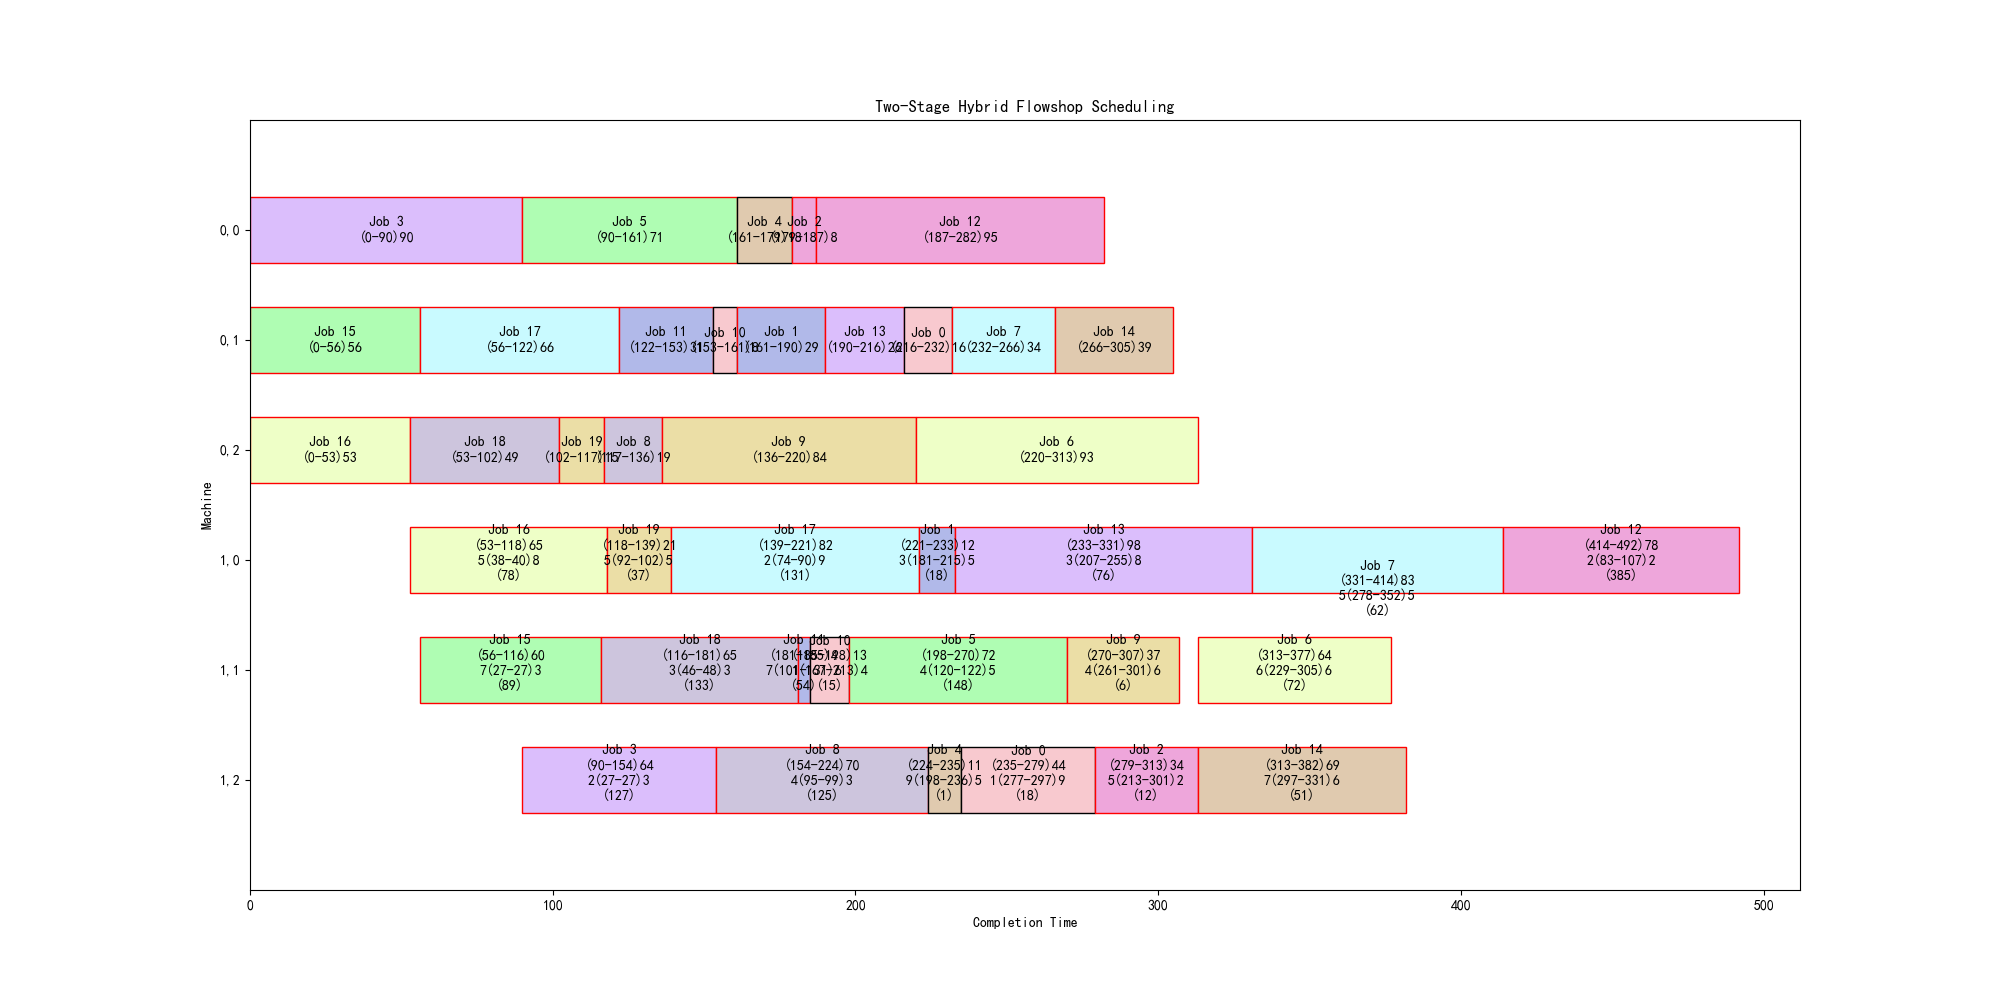 Two-Stage Hybrid Flowshop Scheduling
0,0
Job 3
(0-90)90
Job 5
(90-161)71
Job 4
(161-179)18
Job 2
(179-187)8
Job 12
(187-282)95
0,1
Job 15
(0-56)56
Job 17
(56-122)66
Job 11
(122-153)31
Job 10
(153-161)8
Job 1
(161-190)29
Job 13
(190-216)26
Job 0
(216-232)16
Job 7
(232-266)34
Job 14
(266-305)39
0,2
Job 16
(0-53)53
Job 18
(53-102)49
Job 19
(102-117)15
Job 8
(117-136)19
Job 9
(136-220)84
Job 6
(220-313)93
Machine
1,0
Job 16
(53-118)65
5(38-40)8
(78)
Job 19
(118-139)21
5(92-102)5
(37)
Job 17
(139-221)82
2(74-90)9
(131)
Job 1
(221-233)12
3(181-215)5
(18)
Job 13
(233-331)98
3(207-255)8
(76)
Job 7
(331-414)83
5(278-352)5
(62)
Job 12
(414-492)78
2(83-107)2
(385)
1,1
Job 15
(56-116)60
7(27-27)3
(89)
Job 18
(116-181)65
3(46-48)3
(133)
Job 11
(181-185)4
(54)
Job 10
(185-198)13
(15)
Job 5
(198-270)72
4(120-122)5
(148)
Job 9
(270-307)37
4(261-301)6
(6)
Job 6
(313-377)64
6(229-305)6
(72)
1,2
Job 3
(90-154)64
2(27-27)3
(127)
Job 8
(154-224)70
4(95-99)3
(125)
Job 4
(224-235)11
9(198-236)5
(1)
Job 0
(235-279)44
1(277-297)9
(18)
Job 2
(279-313)34
5(213-301)2
(12)
Job 14
(313-382)69
7(297-331)6
(51)
0
100
200
300
400
500
Completion Time